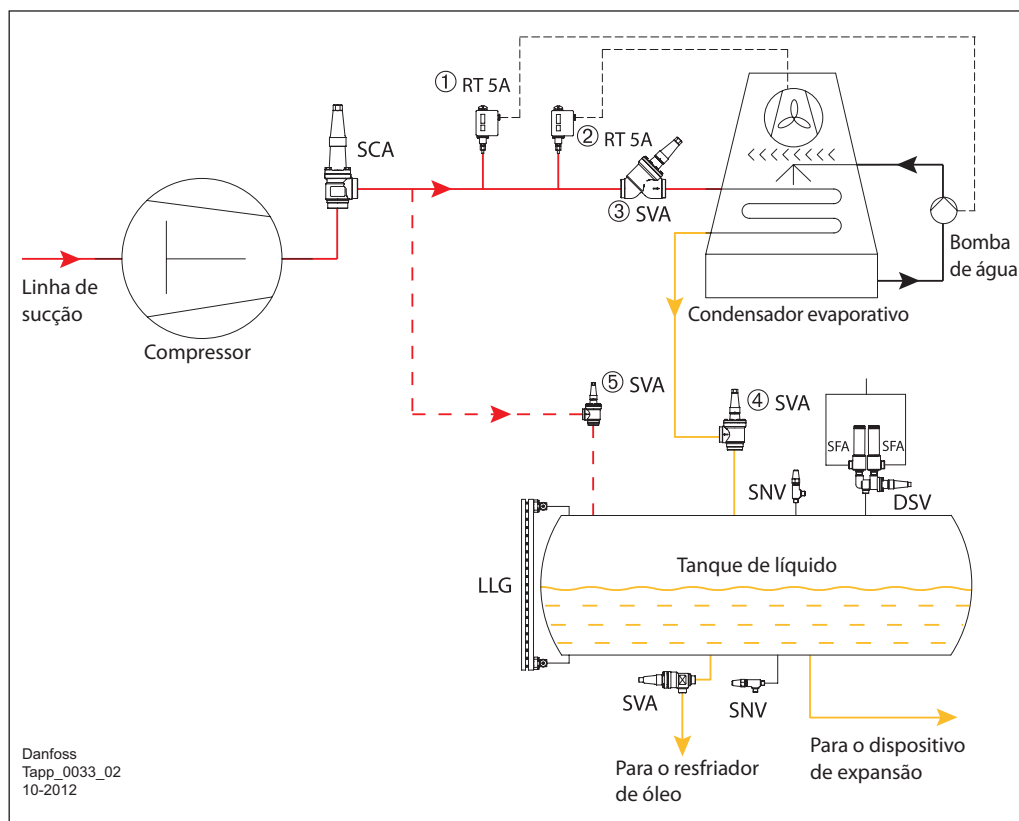 ① RT 5A
② RT 5A
SCA
③ SVA
Bomba
de água
Linha de
sucção
Condensador evaporativo
Compressor
⑤ SVA
④ SVA
SFA
SFA
SNV
DSV
Tanque de líquido
LLG
SVA
SNV
Para o dispositivo
de expansão
Para o resfriador
de óleo
Danfoss
Tapp_0033_02
10-2012